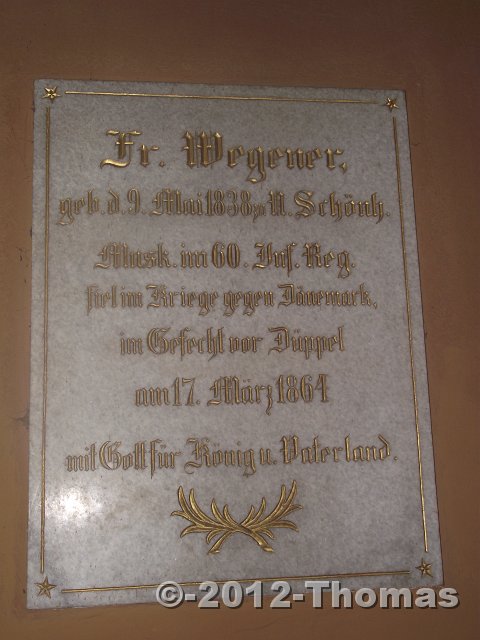 Fr. Wegener,
geb. d. 9. Mai 1838 zu N. Schönh.
Musk. im 60. Inf. Reg.
fiel im Kriege gegen Dänemark,
im Gefecht vor Düppel
am 17. März 1864
mit Gott für König u. Vaterland.
©-2012-Thomas